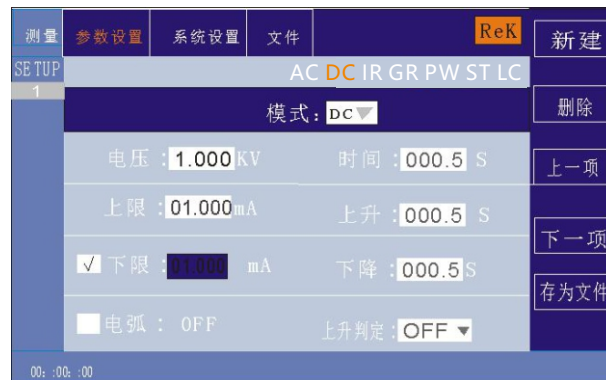 测量 参数设置 系统设置 文件 ReK 新建
SETUP AC DC IR GR PW ST LC
1
模式：DC 删除
电压：1.000 KV 时间：000.5 S 上一项
上限：01.000 mA 上升：000.5 S
√ 下限：01.000 mA 下降：000.5 S 下一项
电弧：OFF 上升判定：OFF 存为文件
00: :00: :00